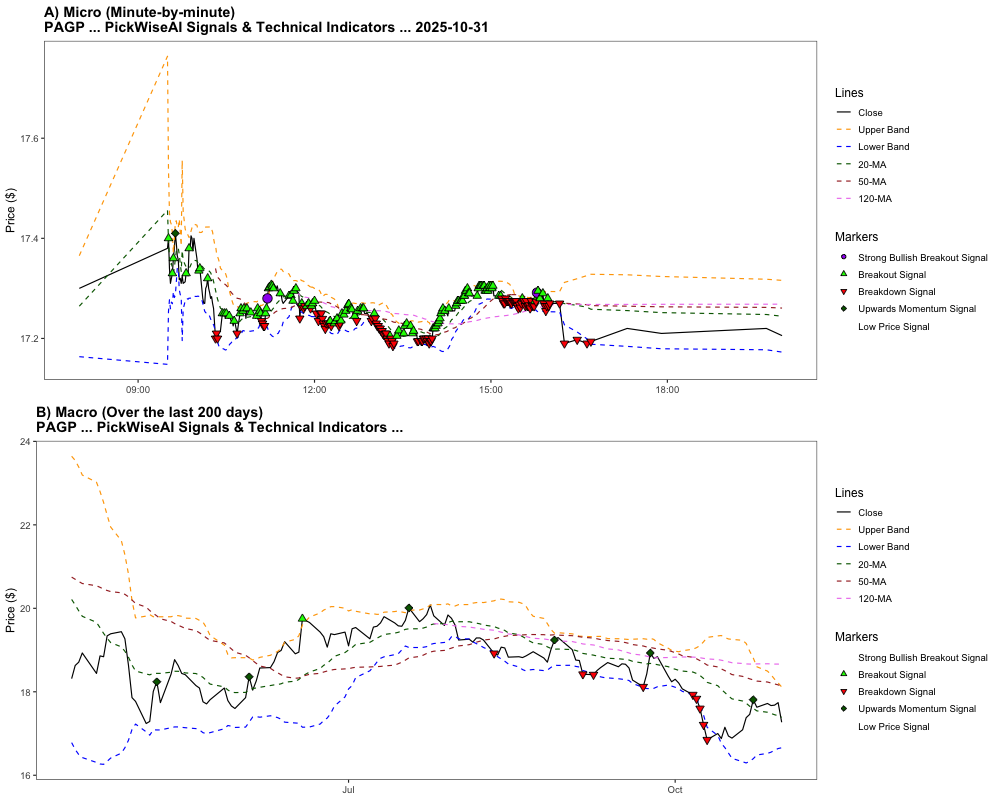 A) Micro (Minute-by-minute)
PAGP ... PickWiseAI Signals & Technical Indicators ... 2025-10-31
Price ($)
17.6
17.4
17.2
09:00
12:00
15:00
18:00
Lines
Close
Upper Band
Lower Band
20-MA
50-MA
120-MA
Markers
Strong Bullish Breakout Signal
Breakout Signal
Breakdown Signal
Upwards Momentum Signal
Low Price Signal
B) Macro (Over the last 200 days)
PAGP ... PickWiseAI Signals & Technical Indicators ...
Price ($)
24
22
20
18
16
Jul
Oct
Lines
Close
Upper Band
Lower Band
20-MA
50-MA
120-MA
Markers
Strong Bullish Breakout Signal
Breakout Signal
Breakdown Signal
Upwards Momentum Signal
Low Price Signal